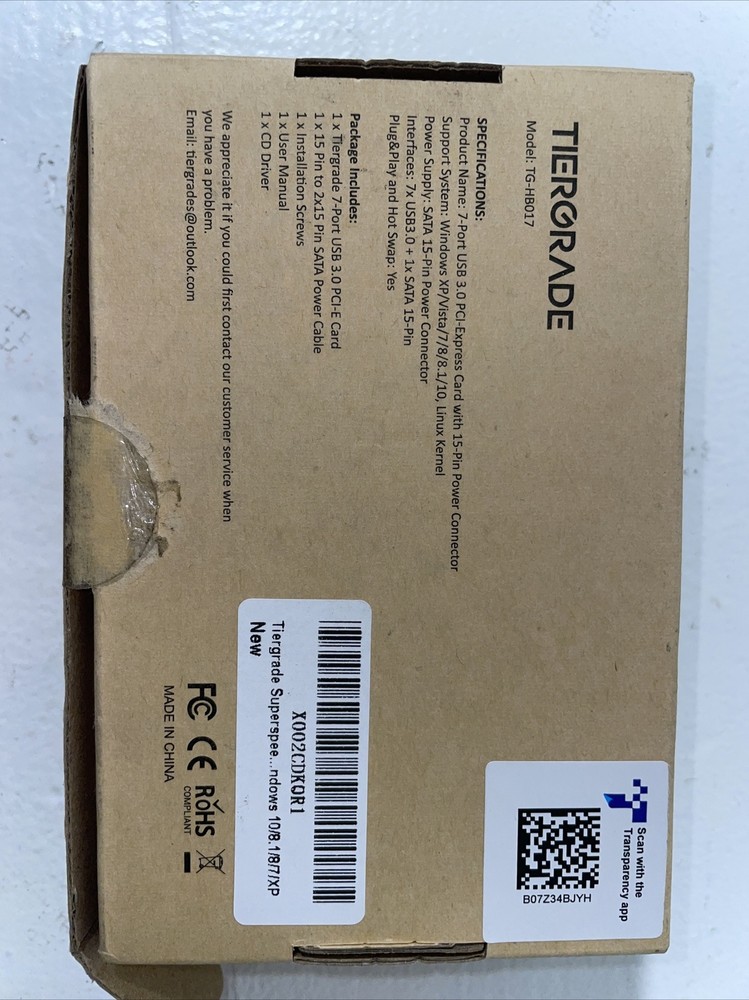 TIERGRADE
Model: TG-HB017
SPECIFICATIONS:
Product Name: 7-Port USB 3.0 PCI-Express Card with 15-Pin Power Connector
Support System: Windows XP/Vista/7/8/8.1/10, Linux Kernel
Power Supply: SATA 15-Pin Power Connector
Interfaces: 7x USB3.0 + 1x SATA 15-Pin
Plug&Play and Hot Swap: Yes
Package Includes:
1 x Tiergrade 7-Port USB 3.0 PCI-E Card
1 x 15 Pin to 2x15 Pin SATA Power Cable
1 x Installation Screws
1 x User Manual
1 x CD Driver
We appreciate it if you could first contact our customer service when
you have a problem.
Email: tiergrades@outlook.com
Scan with the
Transparency app
B07Z34BJYH
X002CDKQR1
Tiergrade Superspee...ndows 10/8.1/8/7/XP
New
FC CE RoHS
COMPLIANT
MADE IN CHINA